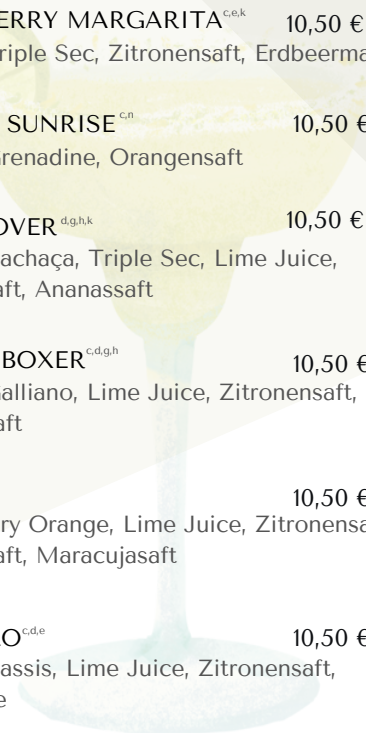 ERRY MARGARITA c,e,k 10,50 €
riple Sec, Zitronensaft, Erdbeerma
SUNRISE c,n 10,50 €
renadine, Orangensaft
OVER d,g,h,k 10,50 €
achaça, Triple Sec, Lime Juice,
aft, Ananassaft
BOXER c,d,g,h 10,50 €
alliano, Lime Juice, Zitronensaft,
aft
10,50 €
ry Orange, Lime Juice, Zitronensa
aft, Maracujasaft
O c,d,e 10,50 €
assis, Lime Juice, Zitronensaft,
e